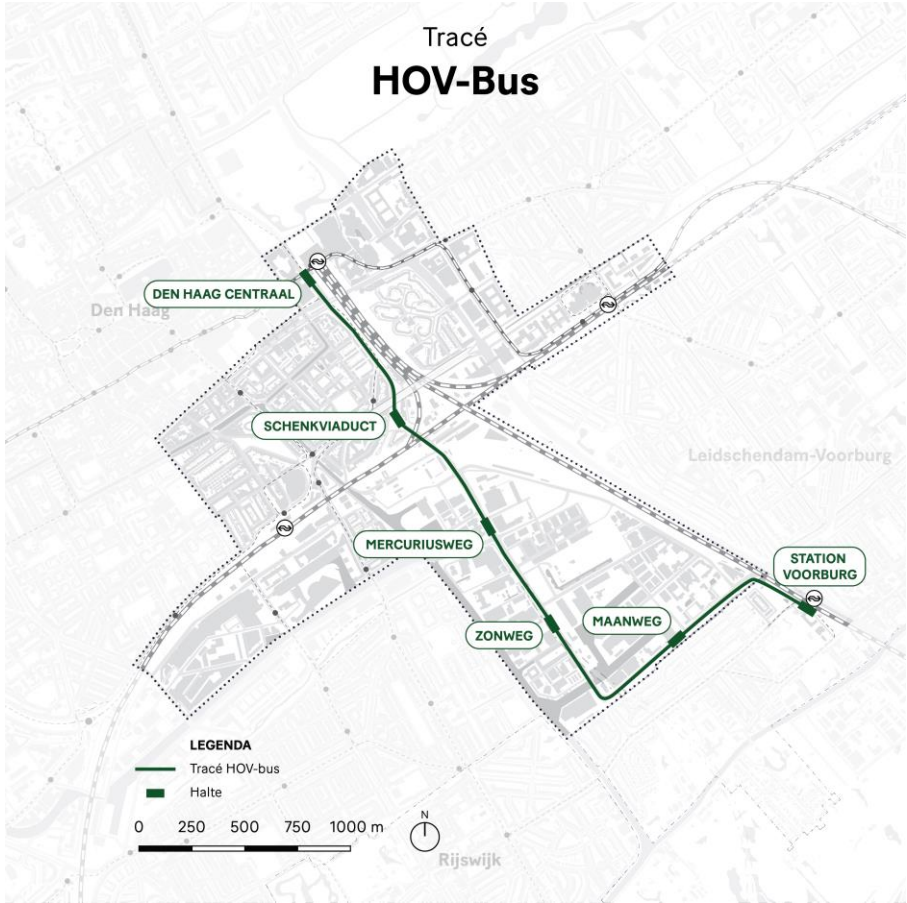 Tracé
HOV-Bus
DEN HAAG CENTRAAL
Den Haag
SCHENKVIADUCT
Leidschendam-Voorburg
MERCURIUSWEG
STATION
VOORBURG
ZONWEG
MAANWEG
LEGENDA
Tracé HOV-bus
Halte
0 250 500 750 1000 m
N
Rijswijk